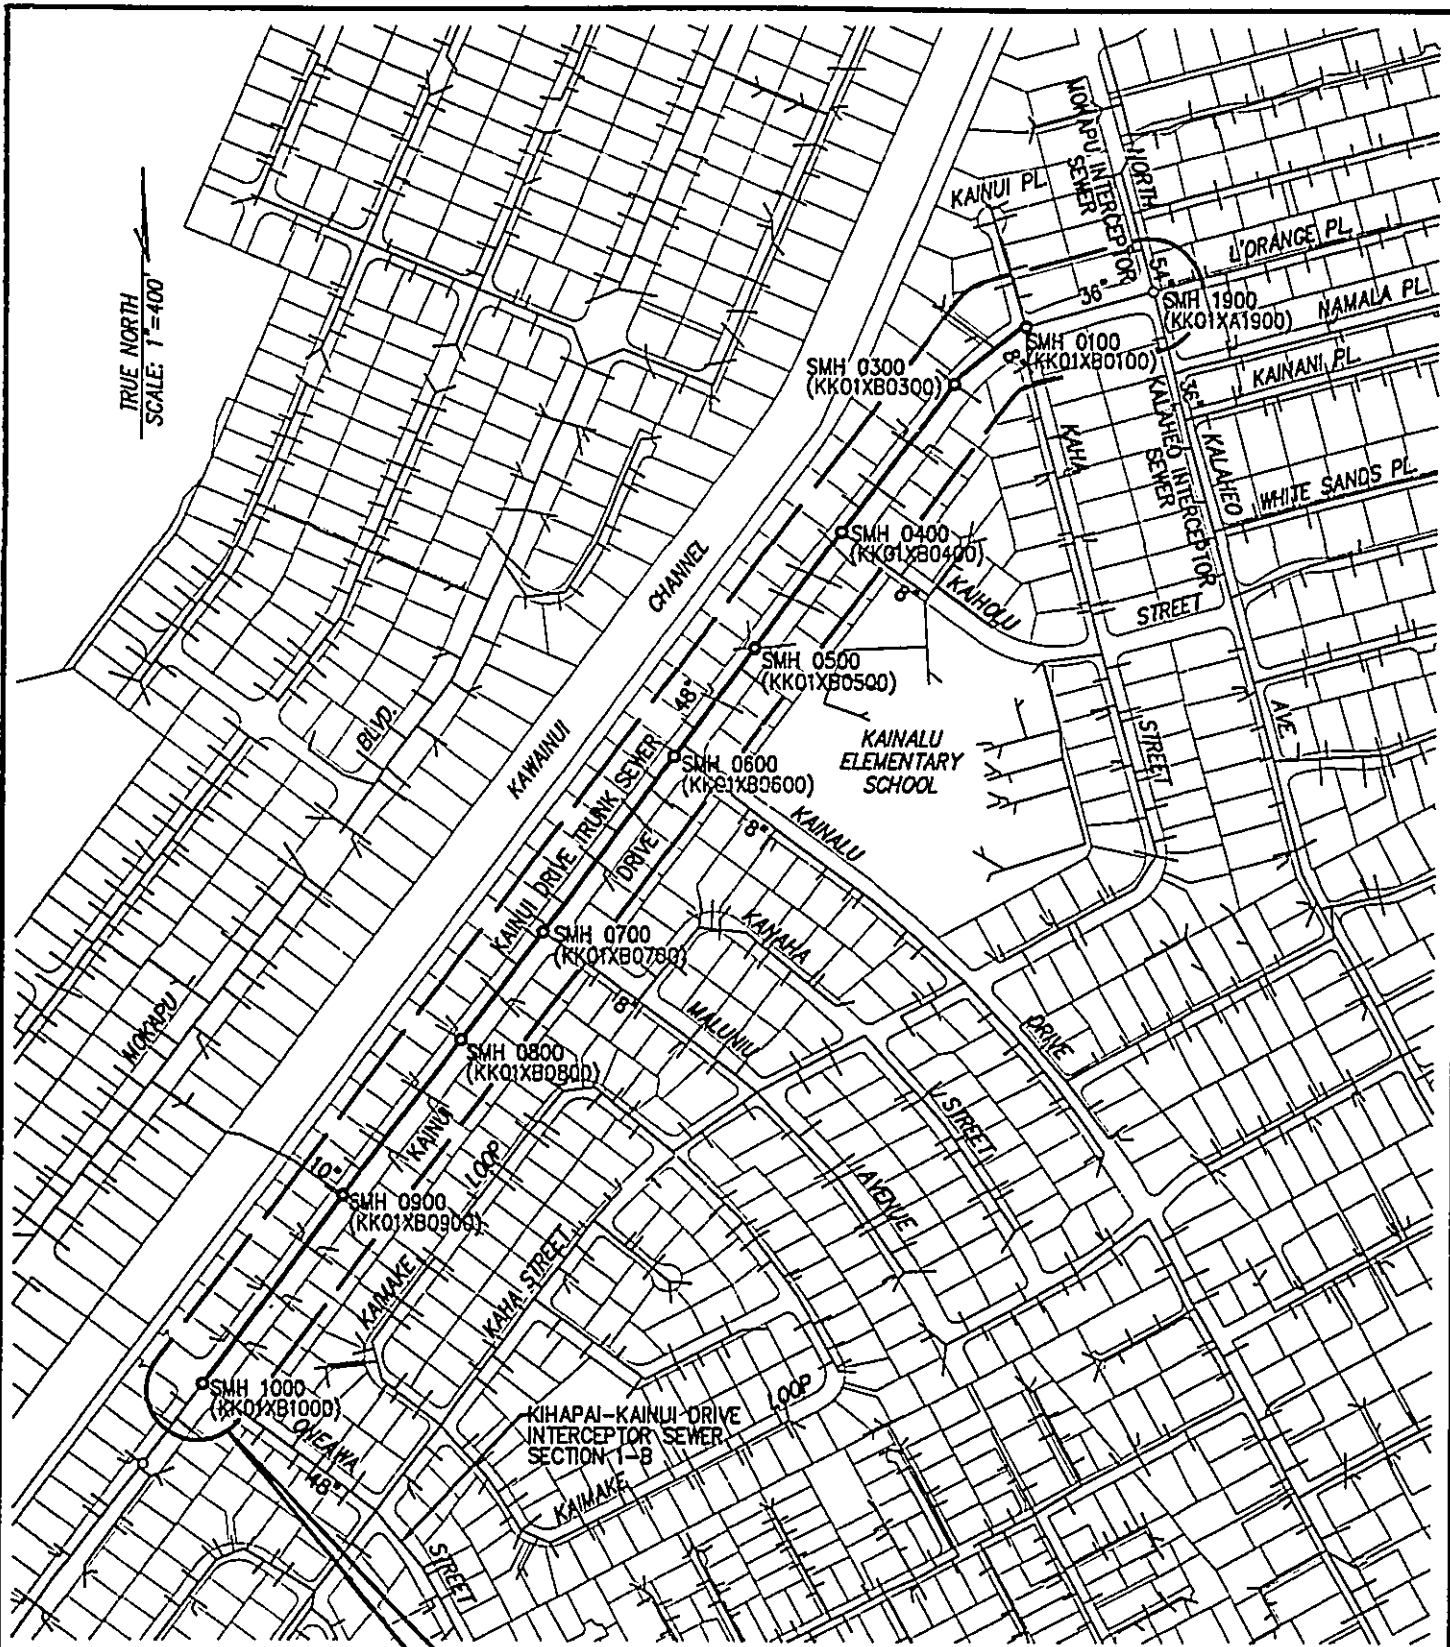 TRUE NORTH
SCALE: 1"=400'
MOKAPU INTERCEPTOR
SEWER
NORTH
KAINUI PL.
L'ORANGE PL.
54"
36"
SMH 1900
(KK01XA1900)
NAMALA PL.
SMH 0100
(KK01XB0100)
8"
SMH 0300
(KK01XB0300)
KAINANI PL.
36"
KALAHEO INTERCEPTOR
SEWER
KALAHEO
KAHA
WHITE SANDS PL.
SMH 0400
(KK01XB0400)
8"
KAIHOLU
STREET
CHANNEL
SMH 0500
(KK01XB0500)
48"
KAINALU
ELEMENTARY
SCHOOL
STREET
AVE.
BLVD.
KAWAINUI
SMH 0600
(KK01XB0600)
8"
KAINALU
KAINUI DRIVE TRUNK SEWER
DRIVE
SMH 0700
(KK01XB0700)
KANAHA
8"
MALUNIU
DRIVE
MOKAPU
SMH 0800
(KK01XB0800)
STREET
KAINUI
LOOP
AVENUE
10"
SMH 0900
(KK01XB0900)
KAIMAKE
KAHA STREET
SMH 1000
(KK01XB1000)
ONEAWA
48"
KIHAPAI-KAINUI DRIVE
INTERCEPTOR SEWER,
SECTION 1-B
LOOP
KAIMAKE
STREET